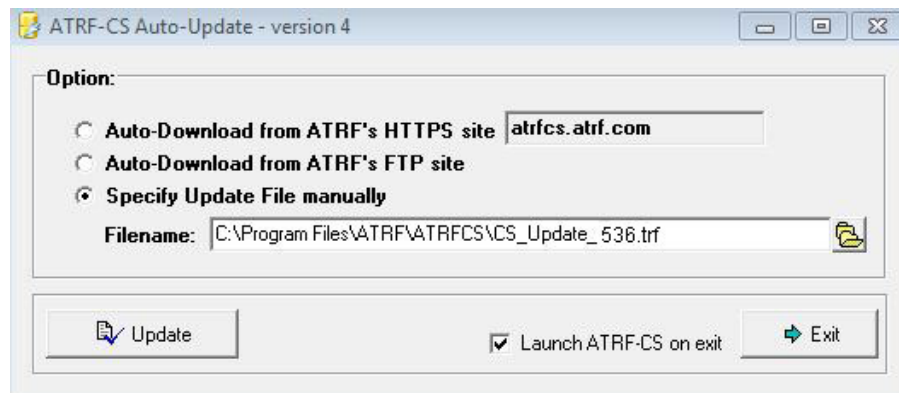 ATRF-CS Auto-Update - version 4
Option:
Auto-Download from ATRF's HTTPS site atrfcs.atrf.com
Auto-Download from ATRF's FTP site
Specify Update File manually
Filename: C:\Program Files\ATRF\ATRFCS\CS_Update_ 536.trf
Update Launch ATRF-CS on exit Exit